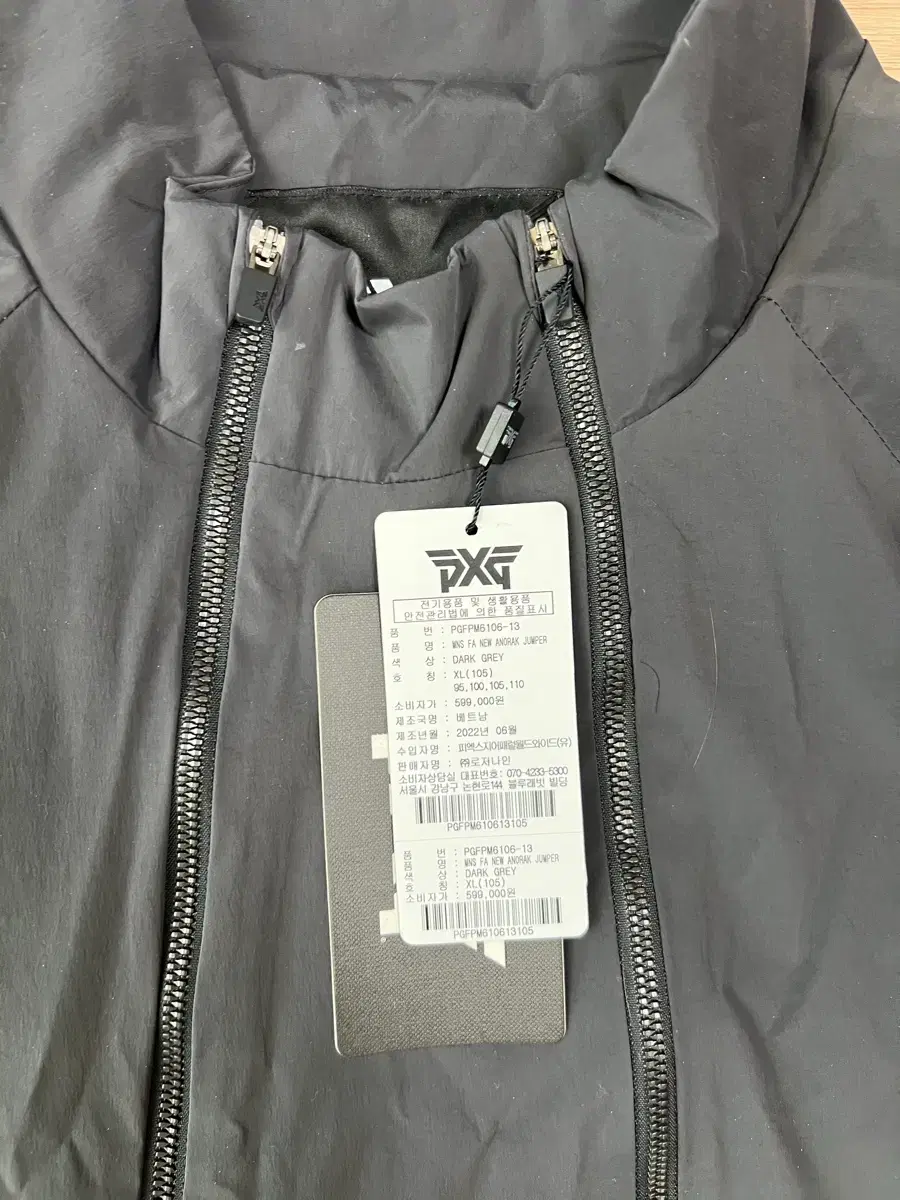 PXG
PXG
PXG
전기용품 및 생활용품
안전관리법에 의한 품질표시
품 번 : PGFPM6106-13
품 명 : MNS FA NEW ANORAK JUMPER
색 상 : DARK GREY
호 칭 : XL(105)
95,100,105,110
소비자가 : 599,000원
제조국명 : 베트남
제조년월 : 2022년 06월
수입자명 : 피엑스지어패럴월드와이드(유)
판매자명 : ㈜로저나인
소비자상담실 대표번호: 070-4233-5300
서울시 강남구 논현로144 블루래빗 빌딩
PGFPM610613105
품 번 : PGFPM6106-13
품 명 : MNS FA NEW ANORAK JUMPER
색 상 : DARK GREY
호 칭 : XL(105)
소비자가 : 599,000원
PGFPM610613105